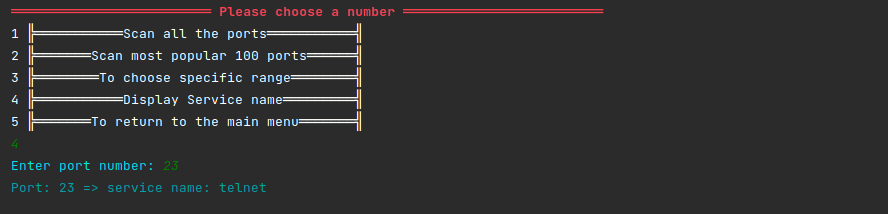 ═════════════════════════ Please choose a number ═════════════════════════
1 ╠═══════════Scan all the ports═══════════╣
2 ╠═══════Scan most popular 100 ports══════╣
3 ╠════════To choose specific range════════╣
4 ╠═══════════Display Service name═════════╣
5 ╠═══════To return to the main menu═══════╣
4
Enter port number: 23
Port: 23 => service name: telnet